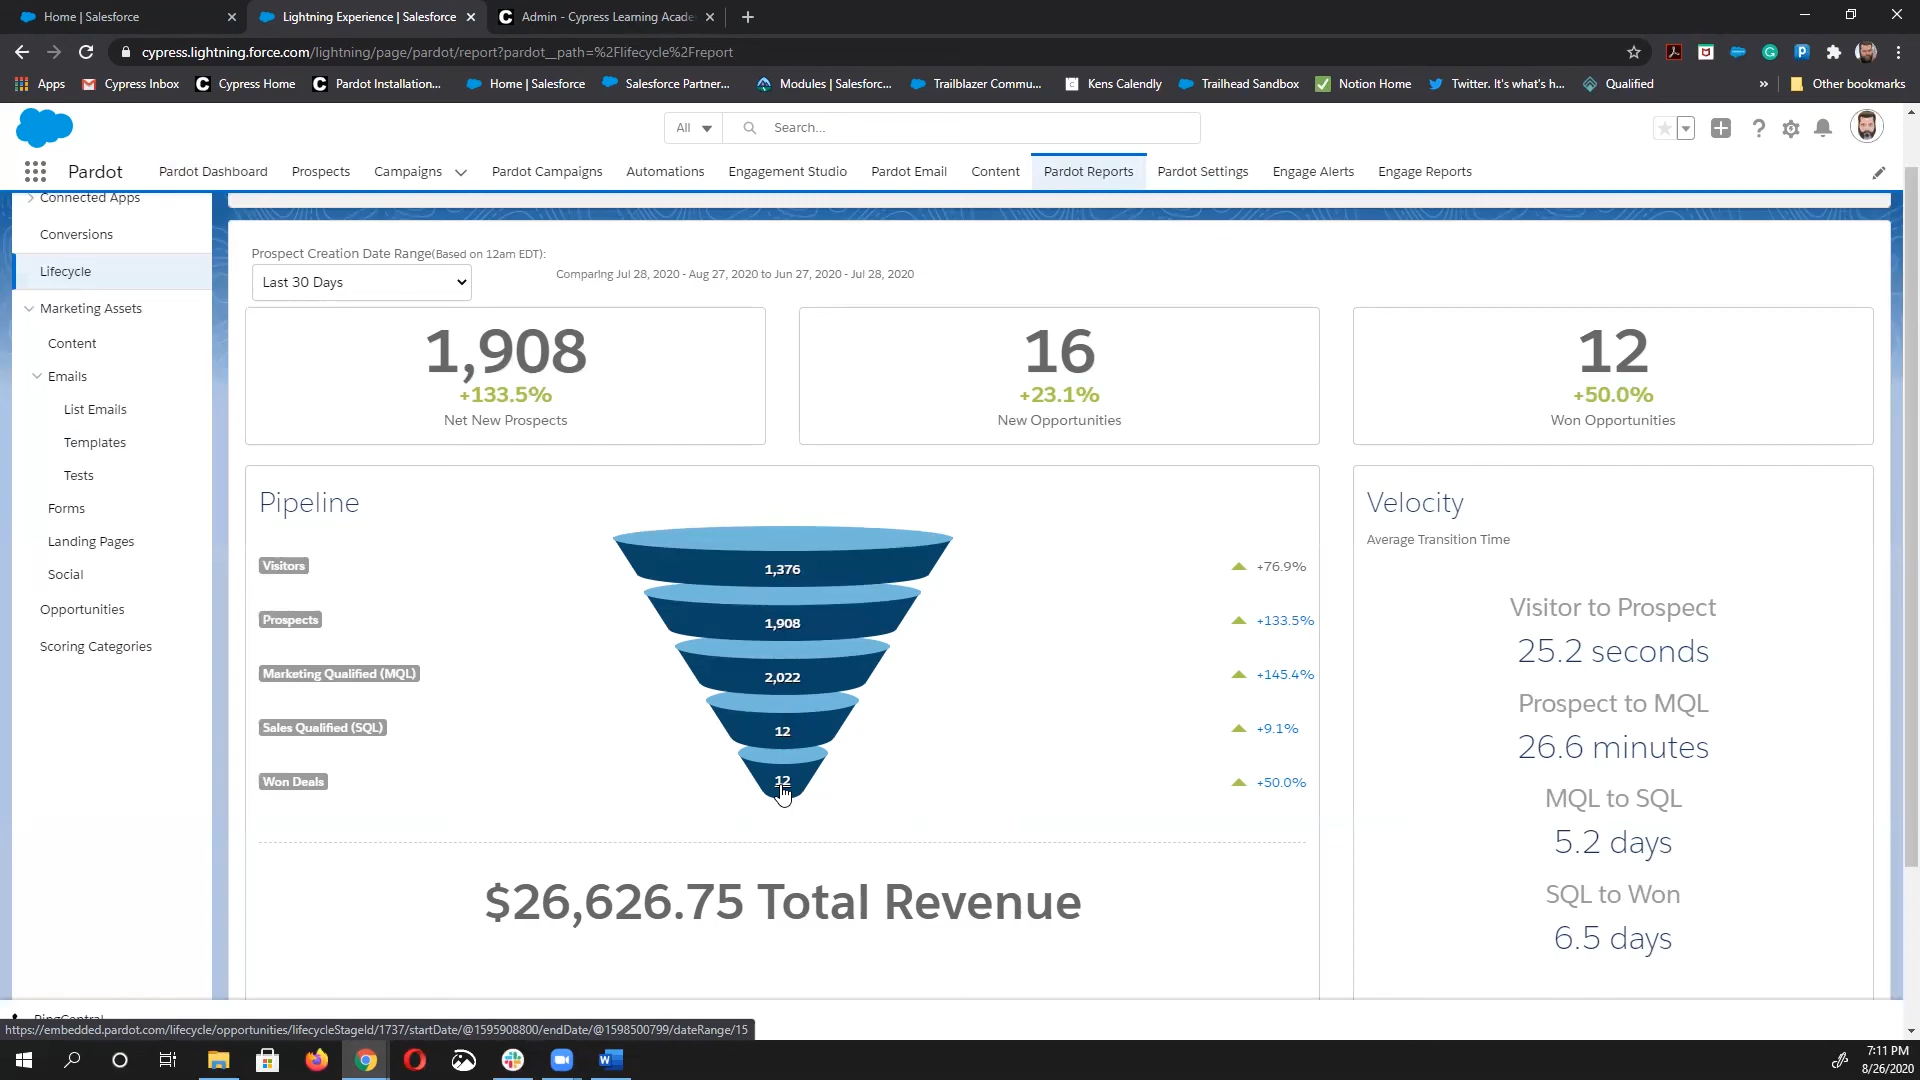 Home | Salesforce
Lightning Experience | Salesforce
Admin - Cypress Learning Acade
cypress.lightning.force.com/lightning/page/pardot/report?pardot__path=%2Flifecycle%2Freport
Apps
Cypress Inbox
Cypress Home
Pardot Installation...
Home | Salesforce
Salesforce Partner...
Modules | Salesforc...
Trailblazer Commu...
Kens Calendly
Trailhead Sandbox
Notion Home
Twitter. It's what's h...
Qualified
»
Other bookmarks
All
Search...
Pardot
Pardot Dashboard
Prospects
Campaigns
Pardot Campaigns
Automations
Engagement Studio
Pardot Email
Content
Pardot Reports
Pardot Settings
Engage Alerts
Engage Reports
Connected Apps
Conversions
Lifecycle
Marketing Assets
Content
Emails
List Emails
Templates
Tests
Forms
Landing Pages
Social
Opportunities
Scoring Categories
Prospect Creation Date Range(Based on 12am EDT):
Last 30 Days
Comparing Jul 28, 2020 - Aug 27, 2020 to Jun 27, 2020 - Jul 28, 2020
1,908
+133.5%
Net New Prospects
16
+23.1%
New Opportunities
12
+50.0%
Won Opportunities
Pipeline
Visitors
1,376
+76.9%
Prospects
1,908
+133.5%
Marketing Qualified (MQL)
2,022
+145.4%
Sales Qualified (SQL)
12
+9.1%
Won Deals
12
+50.0%
$26,626.75 Total Revenue
Velocity
Average Transition Time
Visitor to Prospect
25.2 seconds
Prospect to MQL
26.6 minutes
MQL to SQL
5.2 days
SQL to Won
6.5 days
RingCentral
https://embedded.pardot.com/lifecycle/opportunities/lifecycleStageId/1737/startDate/@1595908800/endDate/@1598500799/dateRange/15
7:11 PM
8/26/2020